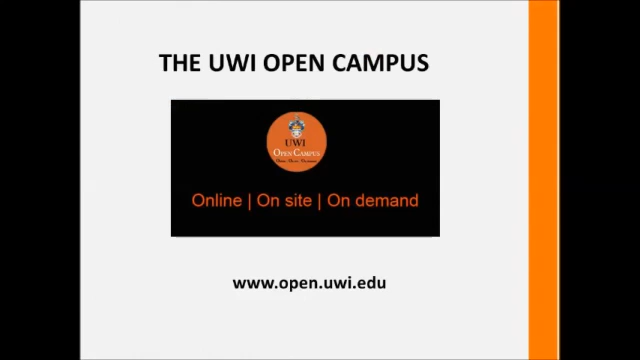 THE UWI OPEN CAMPUS
UWI
OPEN CAMPUS
Online | On site | On demand
www.open.uwi.edu